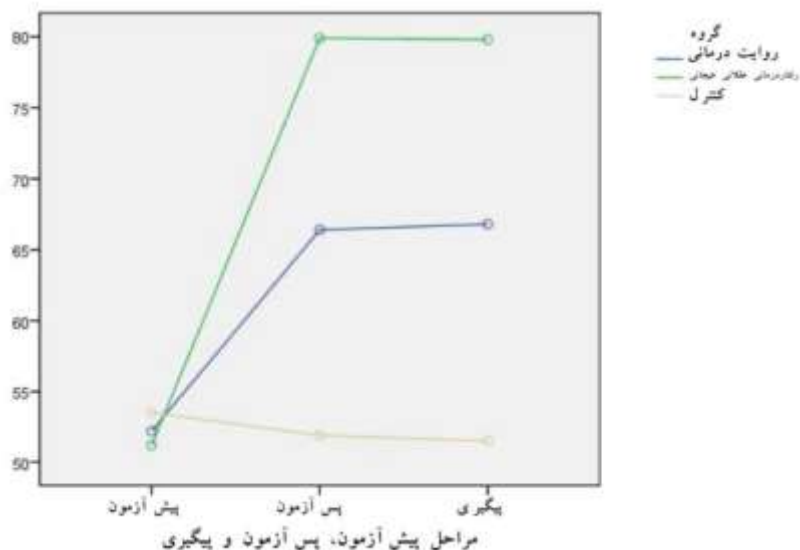 80
75
70
65
60
55
50
پیش آزمون
پس آزمون
پیگیری
مراحل پیش آزمون، پس آزمون و پیگیری
گروه
روایت درمانی
رفتاردرمانی عقلانی هیجانی
کنترل